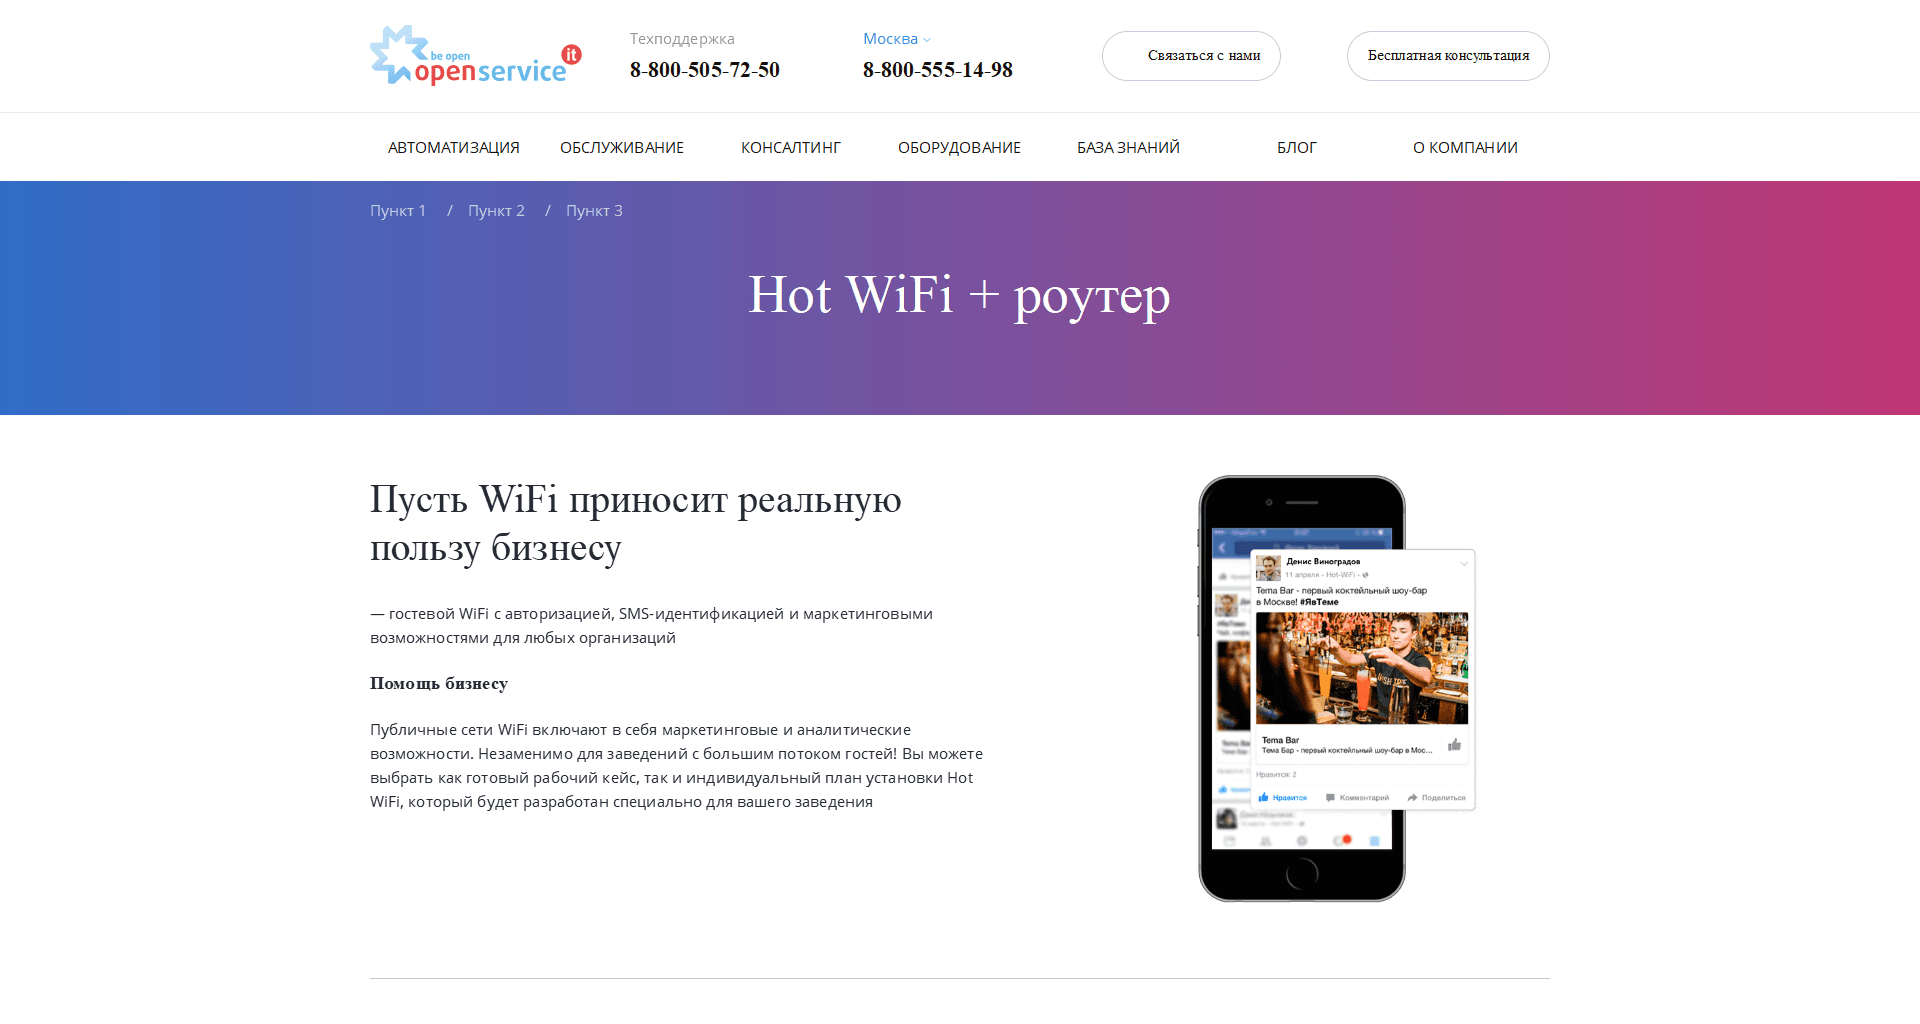 be open
openservice it
Техподдержка
8-800-505-72-50
Москва
8-800-555-14-98
Связаться с нами
Бесплатная консультация
АВТОМАТИЗАЦИЯ ОБСЛУЖИВАНИЕ КОНСАЛТИНГ ОБОРУДОВАНИЕ БАЗА ЗНАНИЙ БЛОГ О КОМПАНИИ
Пункт 1 / Пункт 2 / Пункт 3
Hot WiFi + роутер
Пусть WiFi приносит реальную
пользу бизнесу
— гостевой WiFi с авторизацией, SMS-идентификацией и маркетинговыми
возможностями для любых организаций
Помощь бизнесу
Публичные сети WiFi включают в себя маркетинговые и аналитические
возможности. Незаменимо для заведений с большим потоком гостей! Вы можете
выбрать как готовый рабочий кейс, так и индивидуальный план установки Hot
WiFi, который будет разработан специально для вашего заведения
Денис Виноградов
11 апреля • Hot-WiFi •
Tema Bar - первый коктейльный шоу-бар
в Москве! #ЯвТеме
Tema Bar
Тема Бар - первый коктейльный шоу-бар в Мос...
Нравится: 2
Нравится Комментарий Поделиться